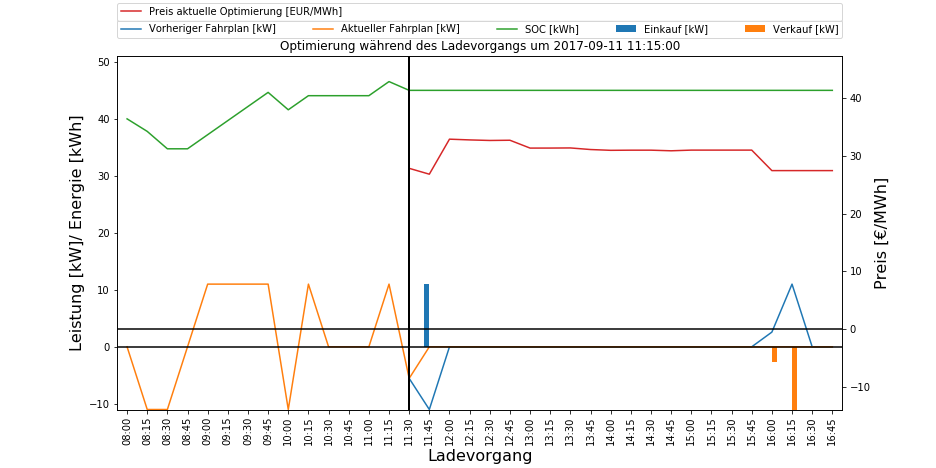 Preis aktuelle Optimierung [EUR/MWh]
Vorheriger Fahrplan [kW] Aktueller Fahrplan [kW] SOC [kWh] Einkauf [kW] Verkauf [kW]
Optimierung während des Ladevorgangs um 2017-09-11 11:15:00
Leistung [kW]/ Energie [kWh]
50
40
30
20
10
0
−10
40
30
20
10
0
−10
Preis [€/MWh]
08:00 08:15 08:30 08:45 09:00 09:15 09:30 09:45 10:00 10:15 10:30 10:45 11:00 11:15 11:30 11:45 12:00 12:15 12:30 12:45 13:00 13:15 13:30 13:45 14:00 14:15 14:30 14:45 15:00 15:15 15:30 15:45 16:00 16:15 16:30 16:45
Ladevorgang